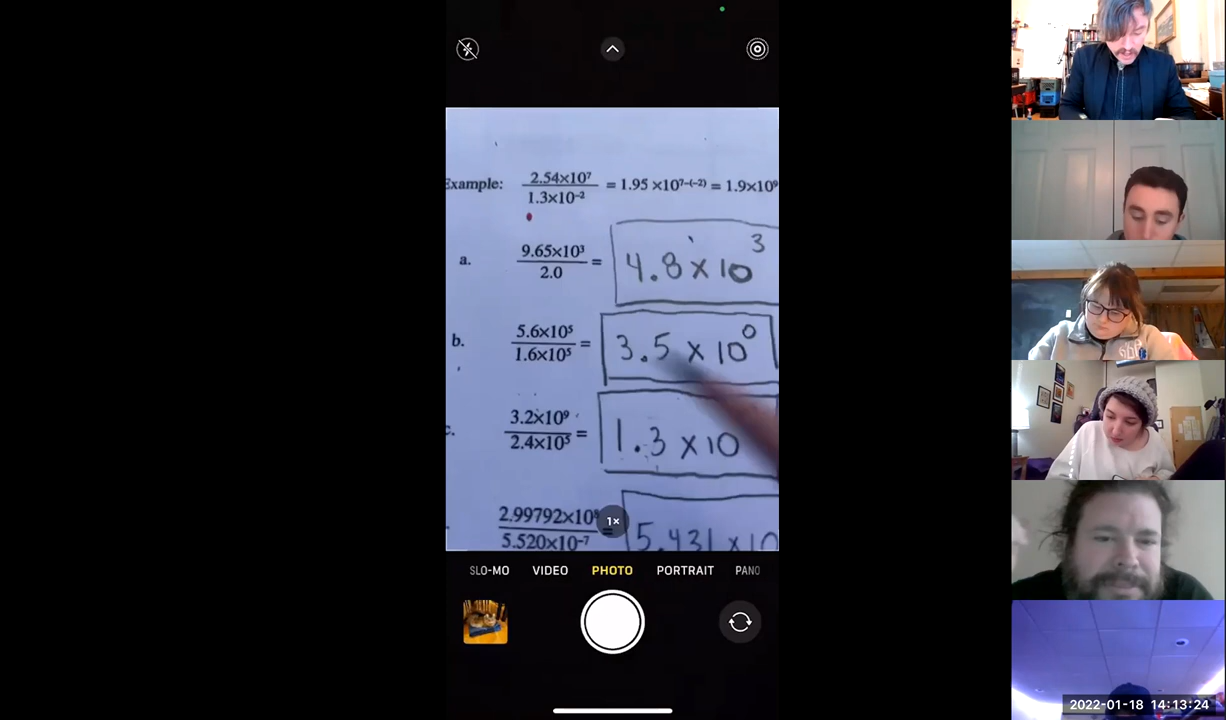 Example: 2.54×10⁷ / 1.3×10⁻² = 1.95 ×10⁷⁻⁽⁻²⁾ = 1.9×10⁹
a. 9.65×10³ / 2.0 = 4.8 × 10³
b. 5.6×10⁵ / 1.6×10⁵ = 3.5 × 10⁰
c. 3.2×10⁹ / 2.4×10⁵ = 1.3 × 10
2.99792×10⁸ / 5.520×10⁻⁷ = 5.431 × 10
1×
SLO-MO VIDEO PHOTO PORTRAIT PANO
2022-01-18 14:13:24